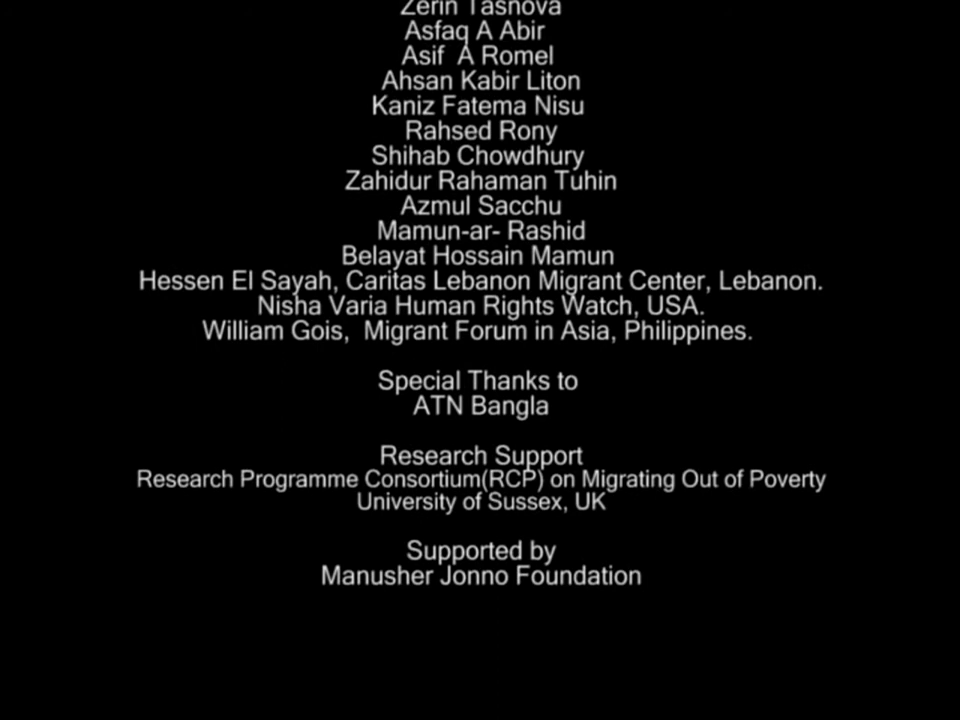 Zerin Tasnova
Asfaq A Abir
Asif A Romel
Ahsan Kabir Liton
Kaniz Fatema Nisu
Rahsed Rony
Shihab Chowdhury
Zahidur Rahaman Tuhin
Azmul Sacchu
Mamun-ar- Rashid
Belayat Hossain Mamun
Hessen El Sayah, Caritas Lebanon Migrant Center, Lebanon.
Nisha Varia Human Rights Watch, USA.
William Gois, Migrant Forum in Asia, Philippines.
Special Thanks to
ATN Bangla
Research Support
Research Programme Consortium(RCP) on Migrating Out of Poverty
University of Sussex, UK
Supported by
Manusher Jonno Foundation